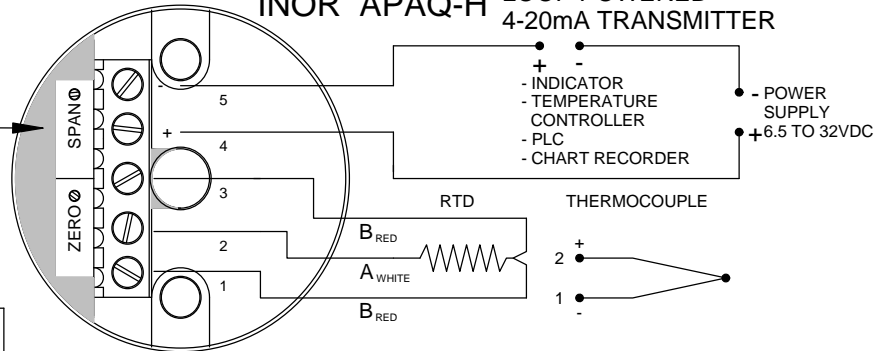 INOR APAQ-H
4-20mA TRANSMITTER
+ -
- INDICATOR
- TEMPERATURE
CONTROLLER
- PLC
- CHART RECORDER
- POWER
SUPPLY
+ 6.5 TO 32VDC
SPAN
ZERO
-
5
+
4
3
2
1
RTD
B RED
A WHITE
B RED
THERMOCOUPLE
+
2
1
-